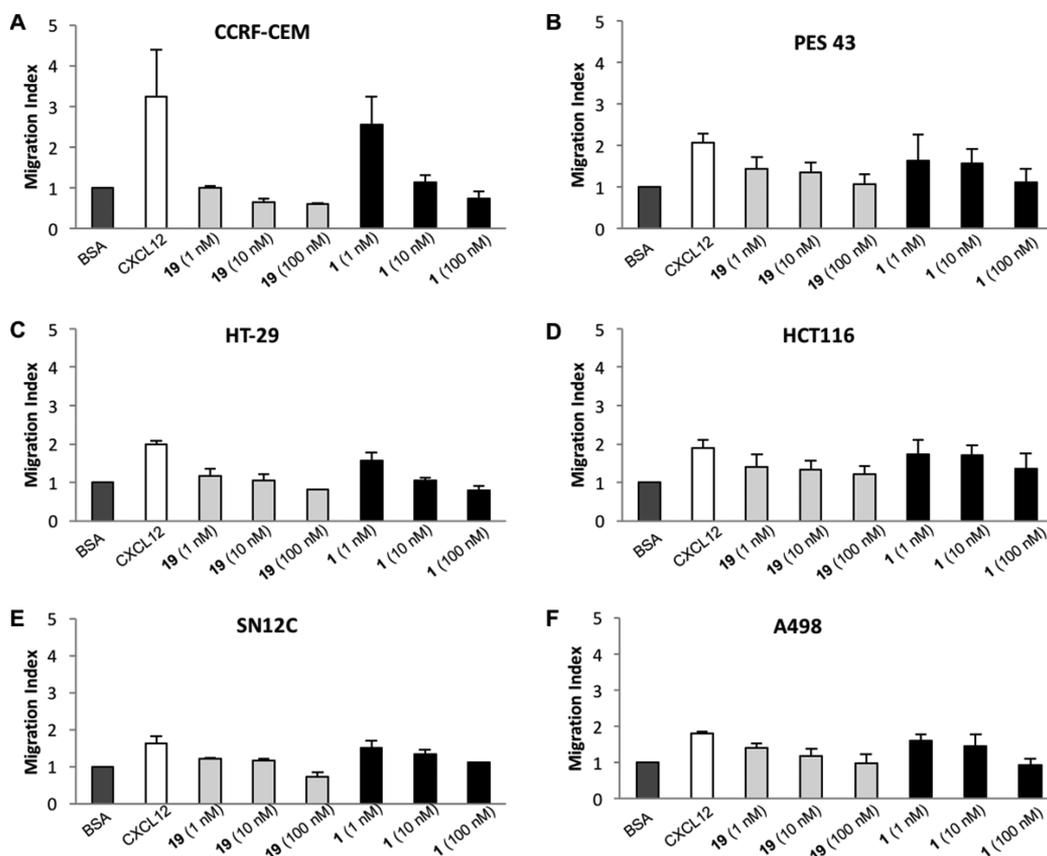 A
CCRF-CEM
Migration Index
5
4
3
2
1
0
BSA
CXCL12
19 (1 nM)
19 (10 nM)
19 (100 nM)
1 (1 nM)
1 (10 nM)
1 (100 nM)
B
PES 43
Migration Index
5
4
3
2
1
0
BSA
CXCL12
19 (1 nM)
19 (10 nM)
19 (100 nM)
1 (1 nM)
1 (10 nM)
1 (100 nM)
C
HT-29
Migration Index
5
4
3
2
1
0
BSA
CXCL12
19 (1 nM)
19 (10 nM)
19 (100 nM)
1 (1 nM)
1 (10 nM)
1 (100 nM)
D
HCT116
Migration Index
5
4
3
2
1
0
BSA
CXCL12
19 (1 nM)
19 (10 nM)
19 (100 nM)
1 (1 nM)
1 (10 nM)
1 (100 nM)
E
SN12C
Migration Index
5
4
3
2
1
0
BSA
CXCL12
19 (1 nM)
19 (10 nM)
19 (100 nM)
1 (1 nM)
1 (10 nM)
1 (100 nM)
F
A498
Migration Index
5
4
3
2
1
0
BSA
CXCL12
19 (1 nM)
19 (10 nM)
19 (100 nM)
1 (1 nM)
1 (10 nM)
1 (100 nM)